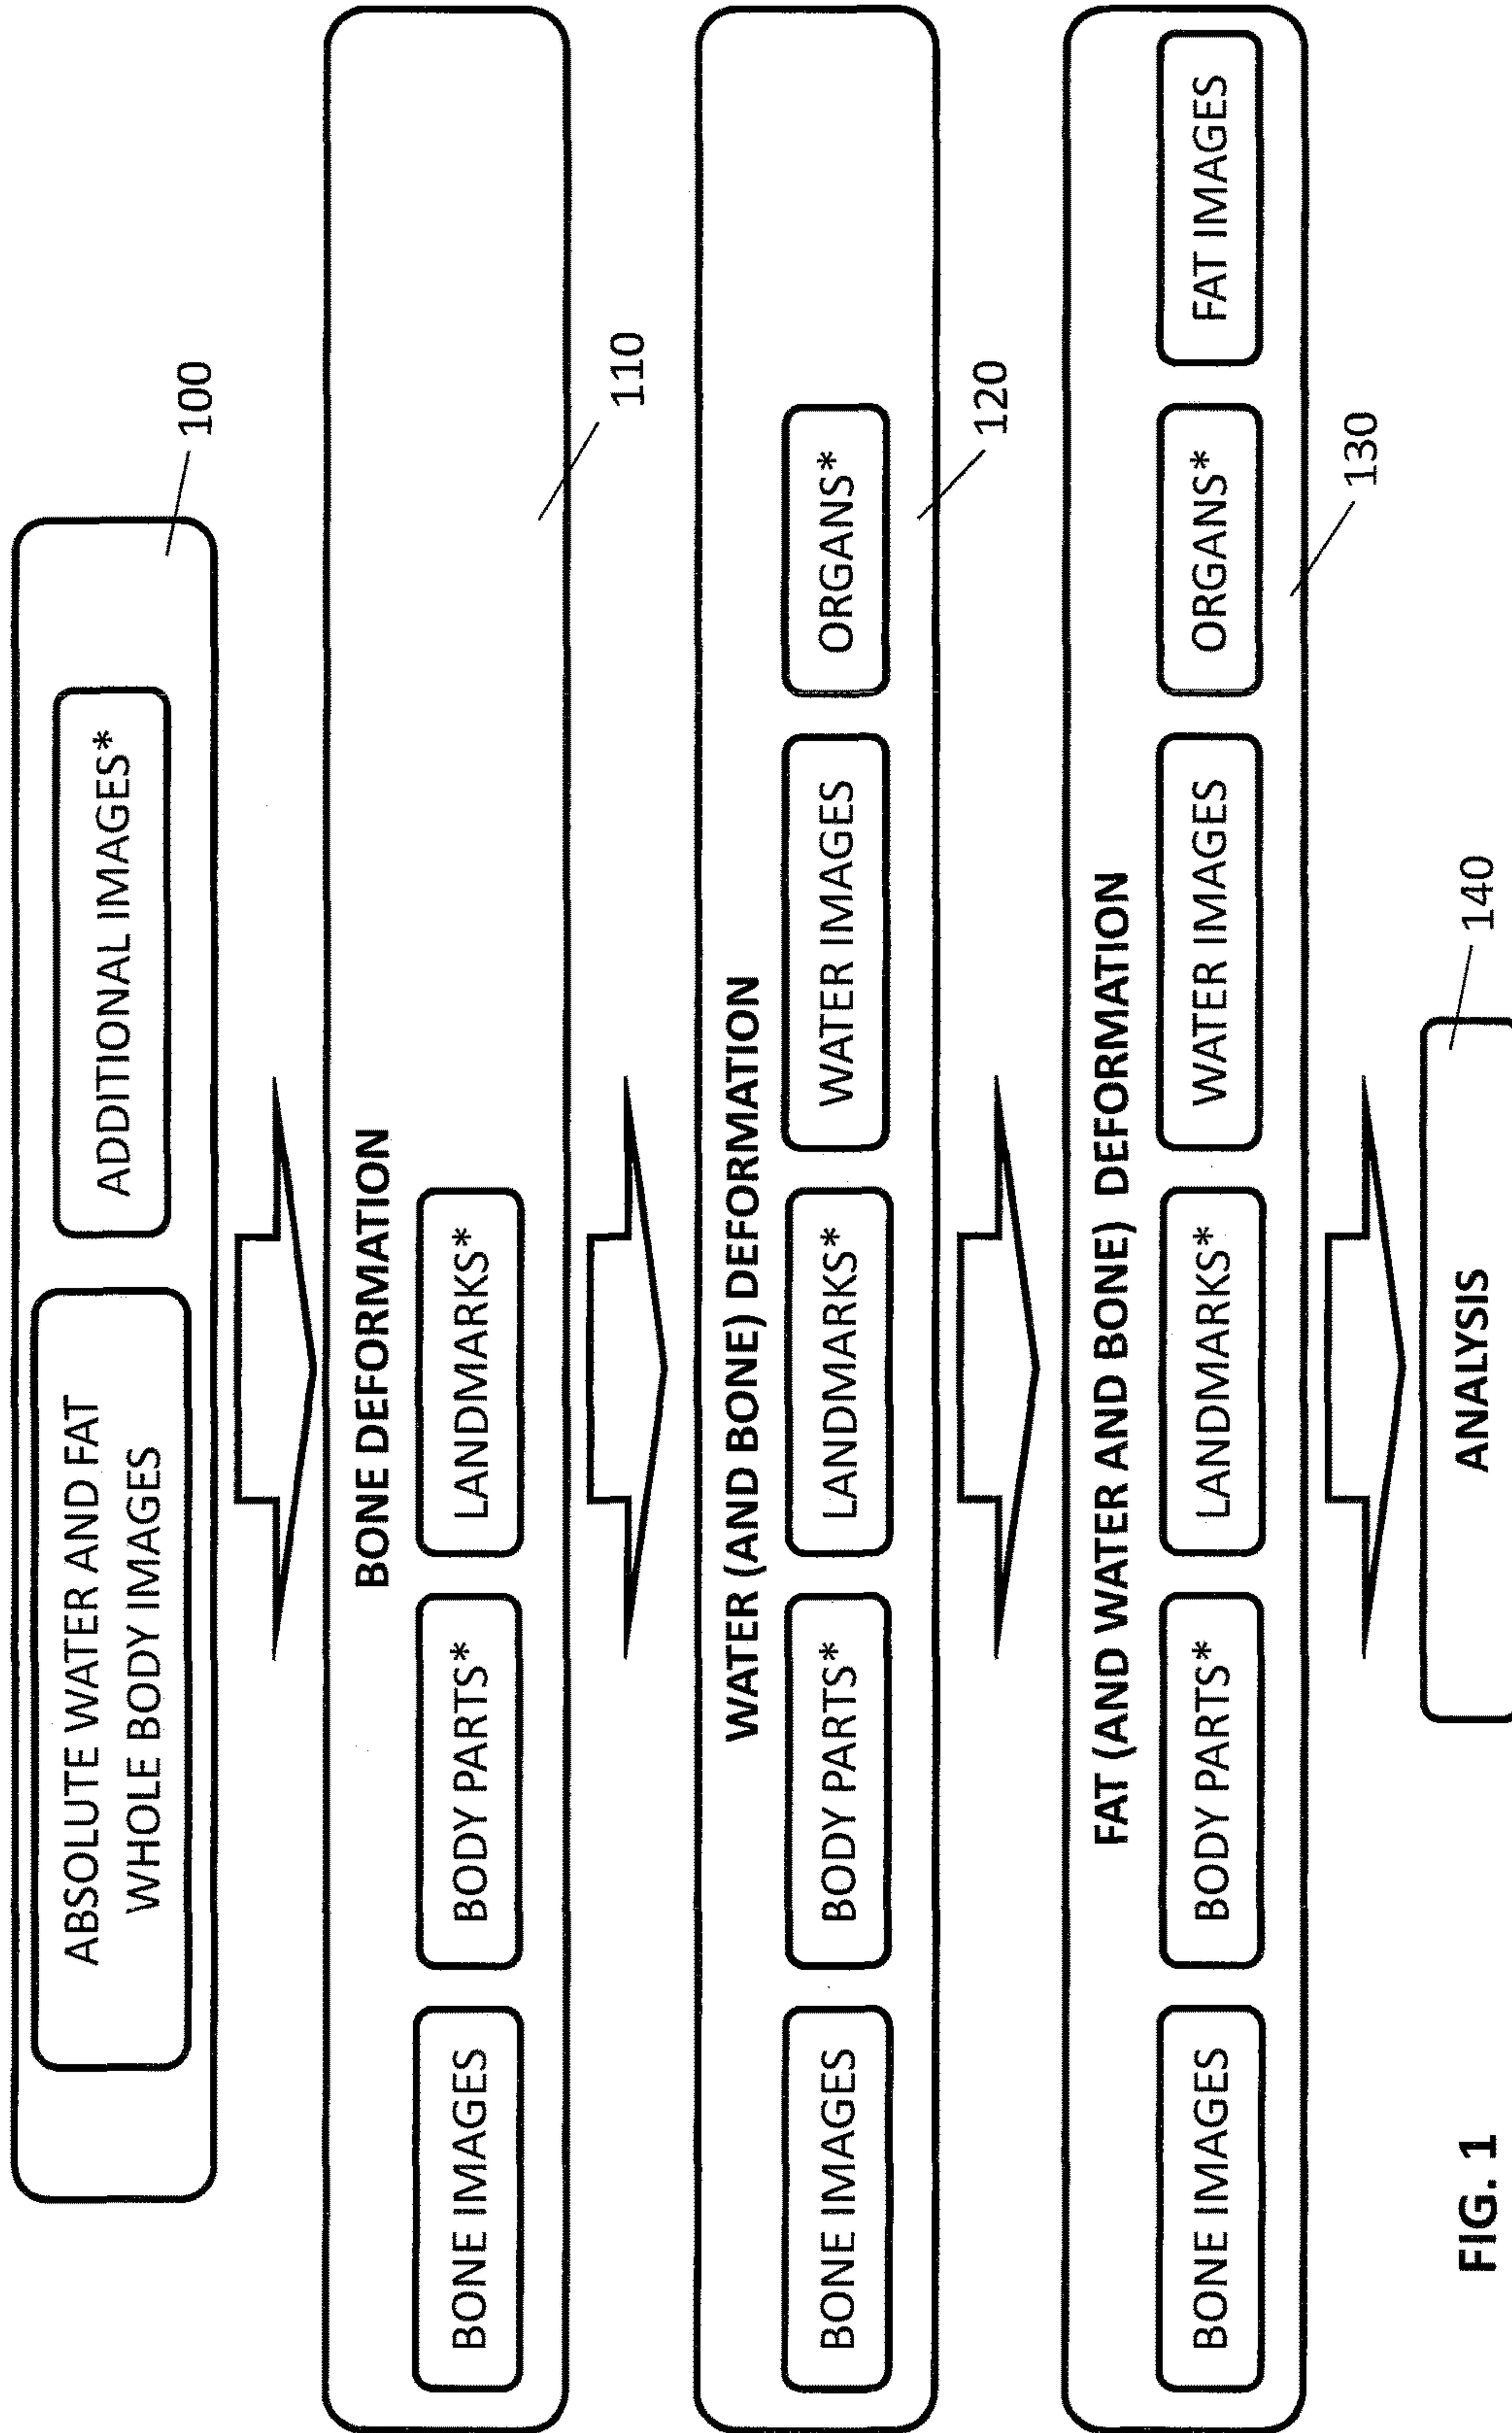 ABSOLUTE WATER AND FAT
WHOLE BODY IMAGES
ADDITIONAL IMAGES*
100
BONE DEFORMATION
BONE IMAGES
BODY PARTS*
LANDMARKS*
110
WATER (AND BONE) DEFORMATION
BONE IMAGES
BODY PARTS*
LANDMARKS*
WATER IMAGES
ORGANS*
120
FAT (AND WATER AND BONE) DEFORMATION
BONE IMAGES
BODY PARTS*
LANDMARKS*
WATER IMAGES
ORGANS*
FAT IMAGES
130
ANALYSIS
140
FIG. 1